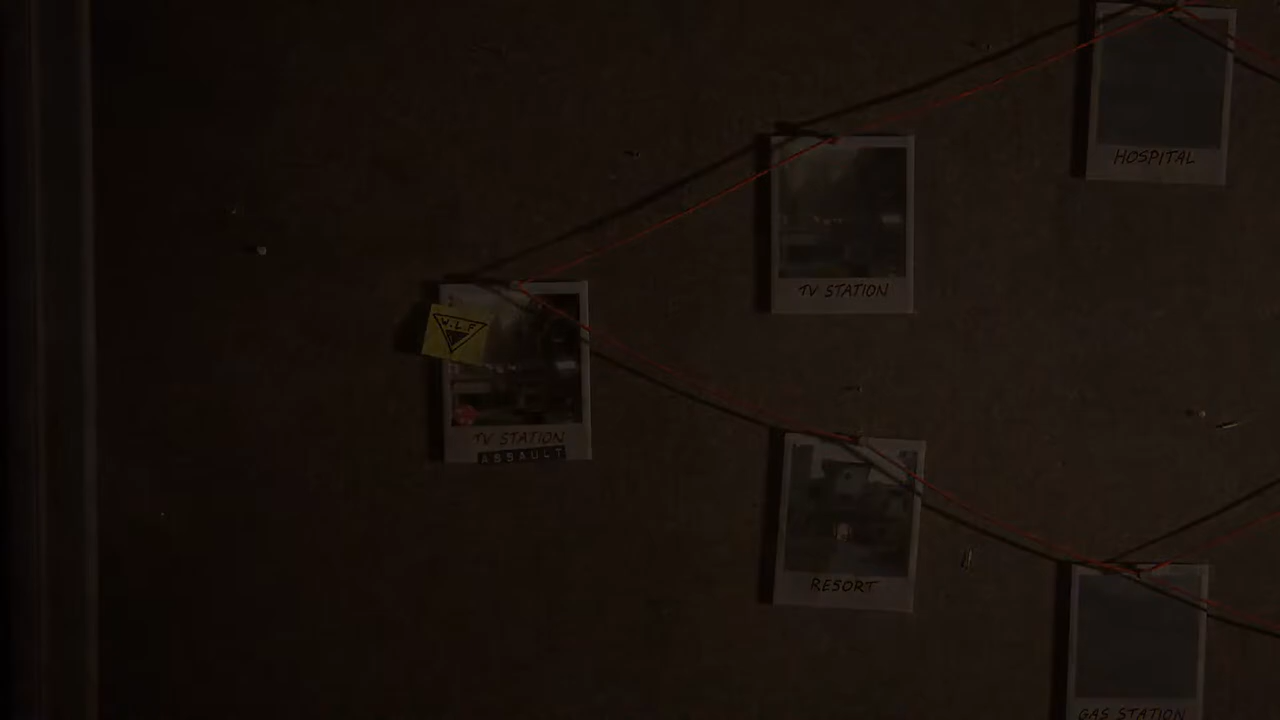 HOSPITAL
TV STATION
W.L.F
TV STATION
ASSAULT
RESORT
GAS STATION